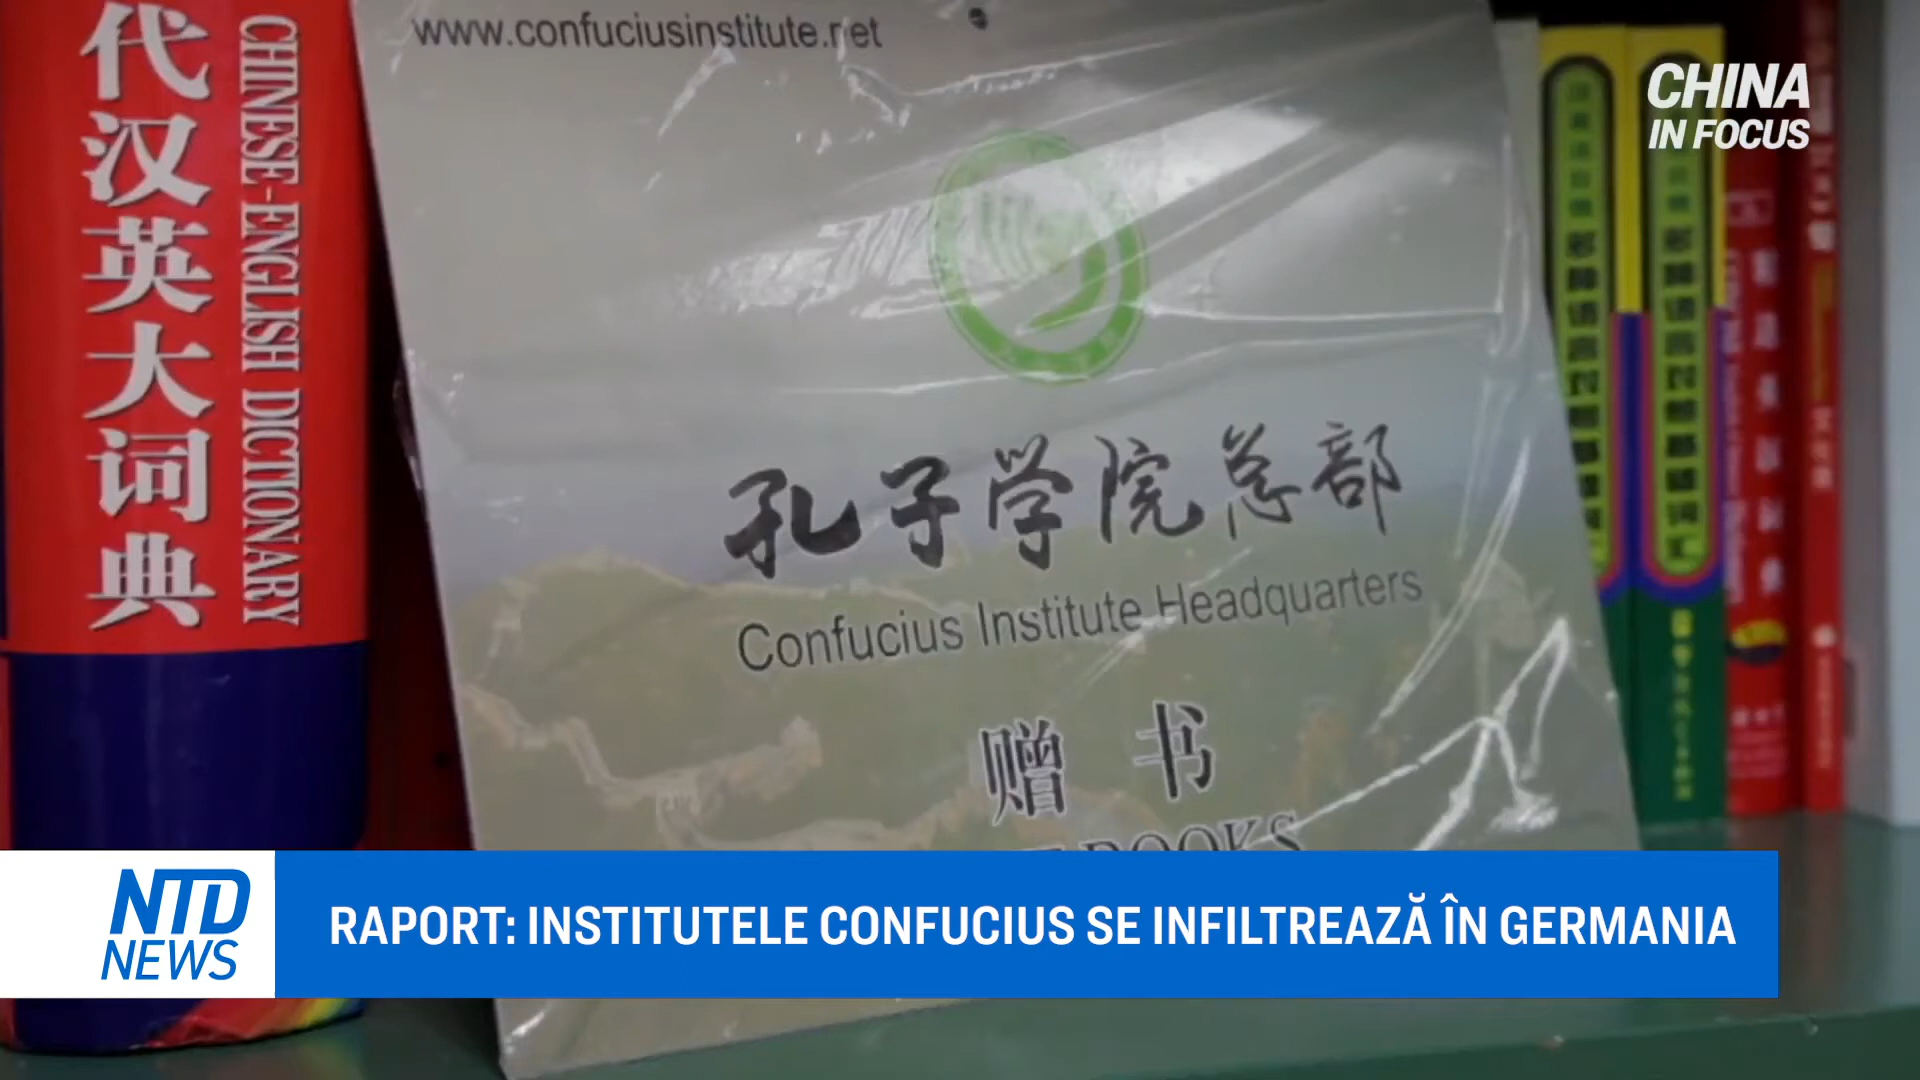 代汉英大词典
CHINESE-ENGLISH DICTIONARY
www.confuciusinstitute.net
CHINA
IN FOCUS
孔子学院总部
Confucius Institute Headquarters
赠 书
BOOKS
NTD
NEWS
RAPORT: INSTITUTELE CONFUCIUS SE INFILTREAZĂ ÎN GERMANIA